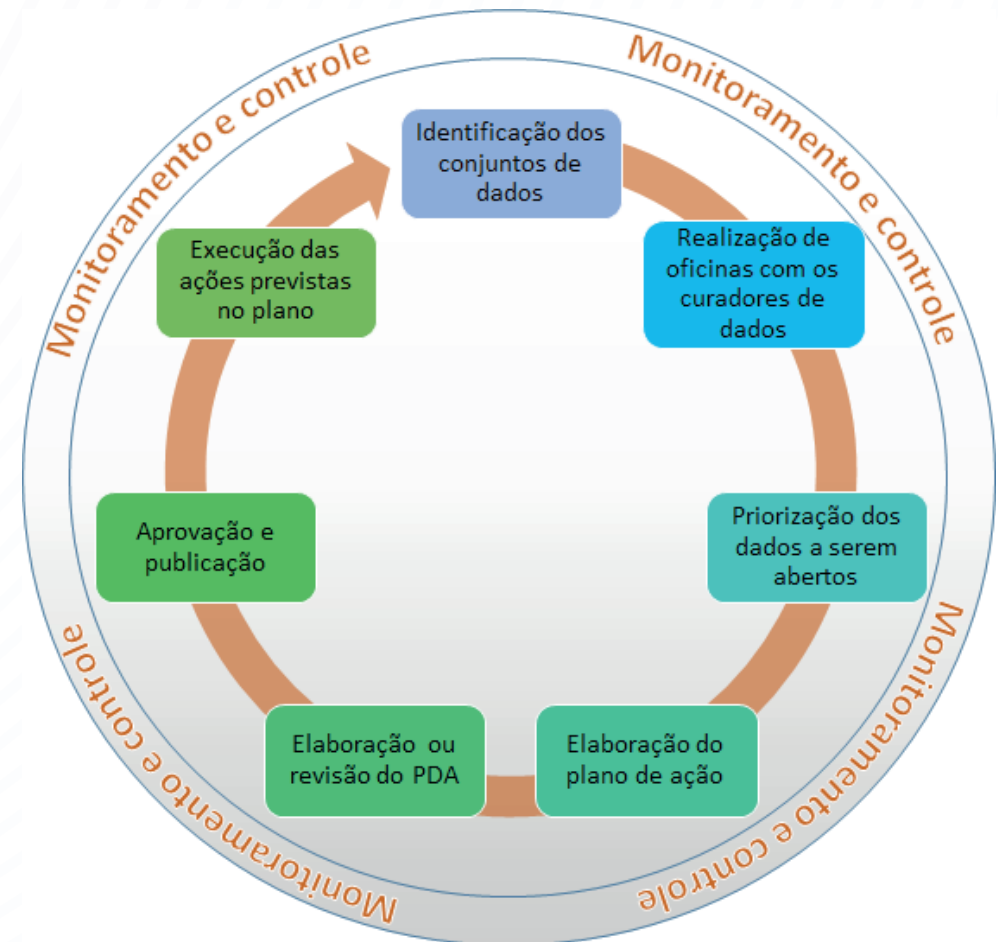 Monitoramento e controle
Monitoramento e controle
Identificação dos
conjuntos de
dados
Realização de
oficinas com os
curadores de
dados
Priorização dos
dados a serem
abertos
Elaboração do
plano de ação
Elaboração ou
revisão do PDA
Aprovação e
publicação
Execução das
ações previstas
no plano
Monitoramento e controle
Monitoramento e controle